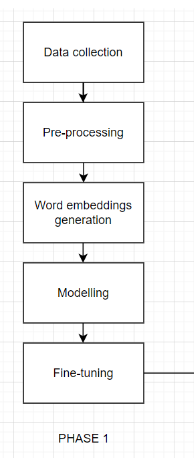 Data collection
Pre-processing
Word embeddings
generation
Modelling
Fine-tuning
PHASE 1